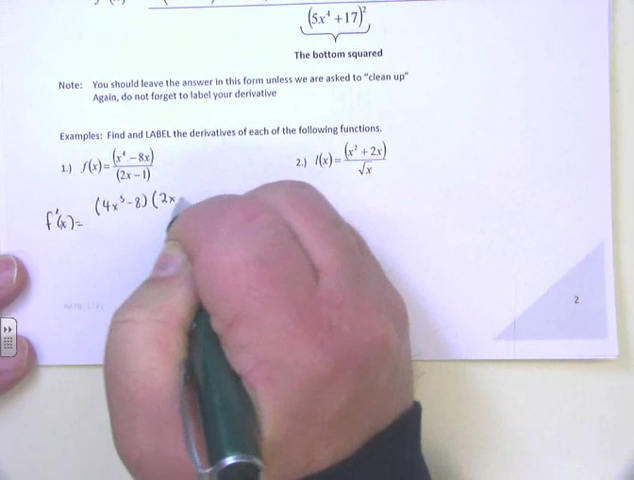 (5x⁴ +17)²
The bottom squared
Note: You should leave the answer in this form unless we are asked to "clean up"
Again, do not forget to label your derivative
Examples: Find and LABEL the derivatives of each of the following functions.
1.) f(x)=(x⁴ -8x)/(2x-1)
2.) l(x)=(x² +2x)/√x
f'(x)= (4x³-8)(2x
2